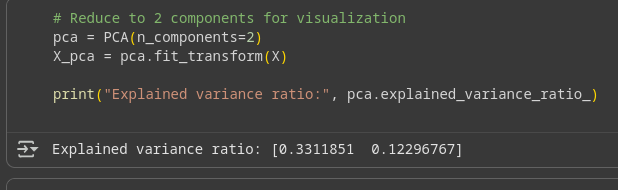 # Reduce to 2 components for visualization
pca = PCA(n_components=2)
X_pca = pca.fit_transform(X)
print("Explained variance ratio:", pca.explained_variance_ratio_)
Explained variance ratio: [0.3311851  0.12296767]